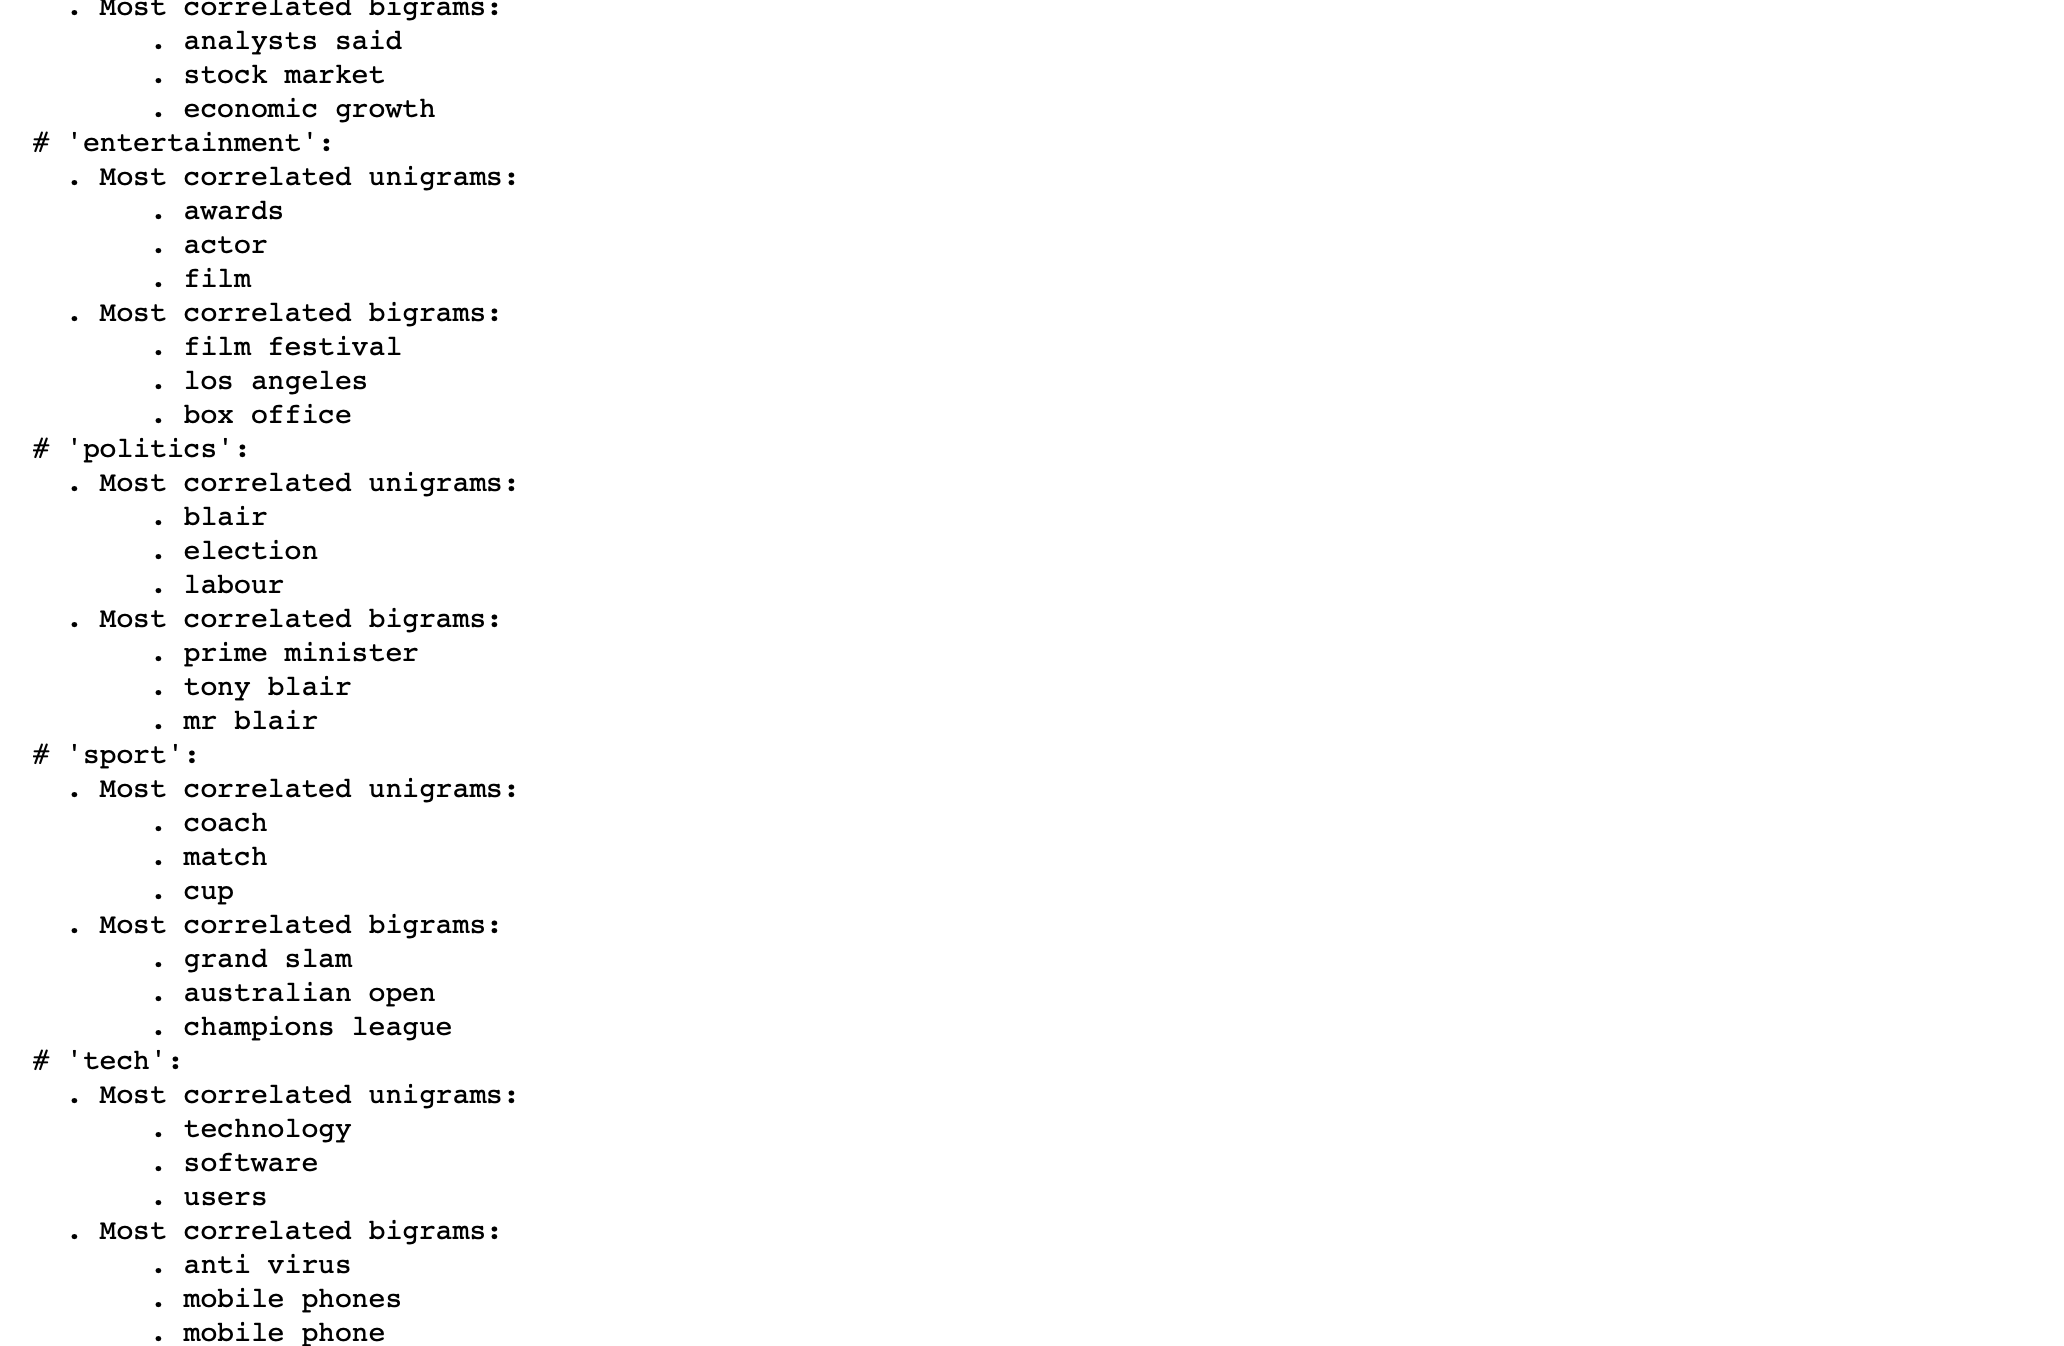 . Most correlated bigrams:
. analysts said
. stock market
. economic growth
# 'entertainment':
. Most correlated unigrams:
. awards
. actor
. film
. Most correlated bigrams:
. film festival
. los angeles
. box office
# 'politics':
. Most correlated unigrams:
. blair
. election
. labour
. Most correlated bigrams:
. prime minister
. tony blair
. mr blair
# 'sport':
. Most correlated unigrams:
. coach
. match
. cup
. Most correlated bigrams:
. grand slam
. australian open
. champions league
# 'tech':
. Most correlated unigrams:
. technology
. software
. users
. Most correlated bigrams:
. anti virus
. mobile phones
. mobile phone